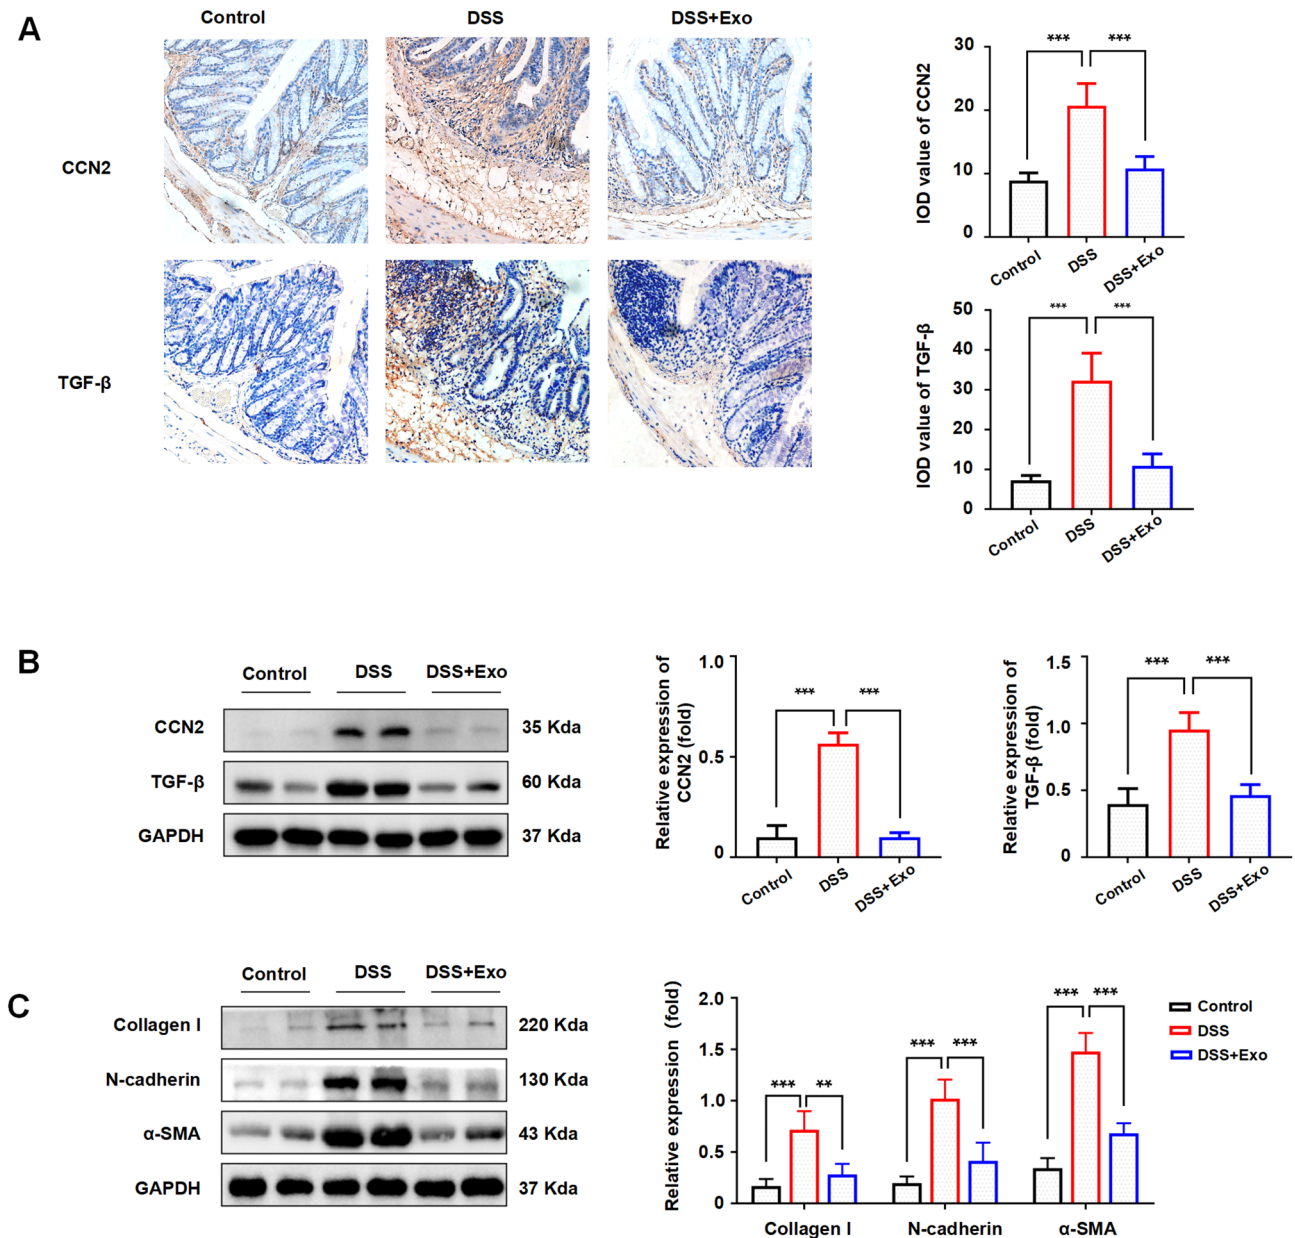 A
Control
DSS
DSS+Exo
CCN2
TGF-β
IOD value of CCN2
30
20
10
0
***
***
Control
DSS
DSS+Exo
IOD value of TGF-β
50
40
30
20
10
0
***
***
Control
DSS
DSS+Exo
B
Control
DSS
DSS+Exo
CCN2
35 Kda
TGF-β
60 Kda
GAPDH
37 Kda
Relative expression of
CCN2 (fold)
1.0
0.5
0
***
***
Control
DSS
DSS+Exo
Relative expression of
TGF-β (fold)
1.5
1.0
0.5
0
***
***
Control
DSS
DSS+Exo
C
Control
DSS
DSS+Exo
Collagen I
220 Kda
N-cadherin
130 Kda
α-SMA
43 Kda
GAPDH
37 Kda
Relative expression (fold)
2.0
1.5
1.0
0.5
0
***
**
***
***
***
***
Collagen I
N-cadherin
α-SMA
Control
DSS
DSS+Exo